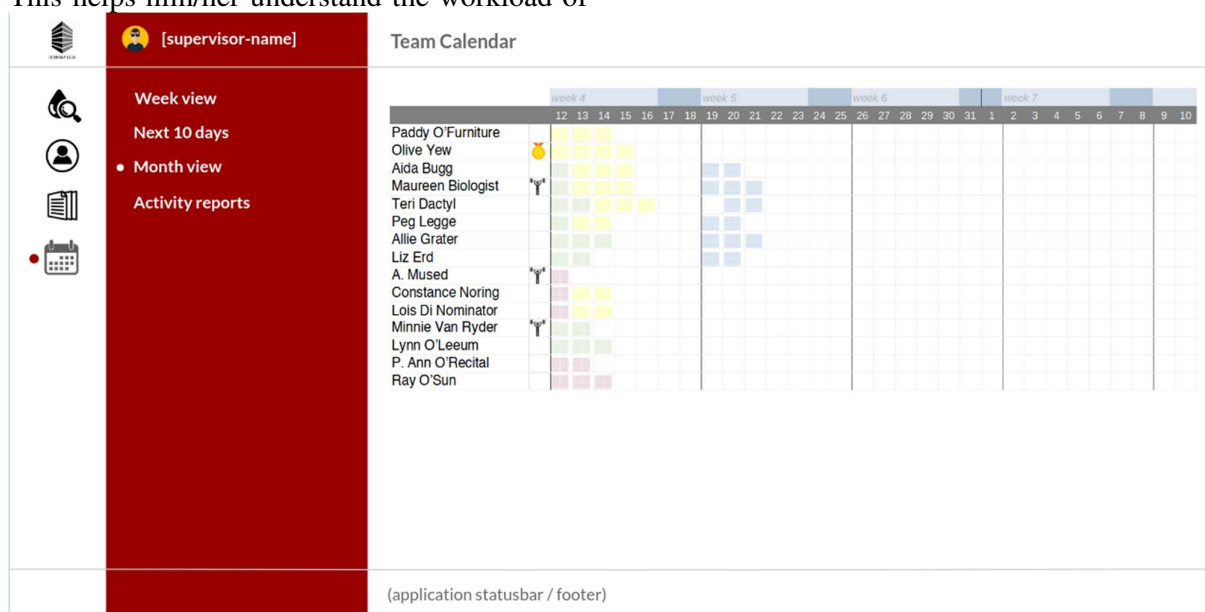 This helps him/her understand the workload of
[supervisor-name]
Team Calendar
Week view
Next 10 days
Month view
Activity reports
week 4 week 5 week 6 week 7
12 13 14 15 16 17 18 19 20 21 22 23 24 25 26 27 28 29 30 31 1 2 3 4 5 6 7 8 9 10
Paddy O'Furniture
Olive Yew
Aida Bugg
Maureen Biologist
Teri Dactyl
Peg Legge
Allie Grater
Liz Erd
A. Mused
Constance Noring
Lois Di Nominator
Minnie Van Ryder
Lynn O'Leeum
P. Ann O'Recital
Ray O'Sun
(application statusbar / footer)